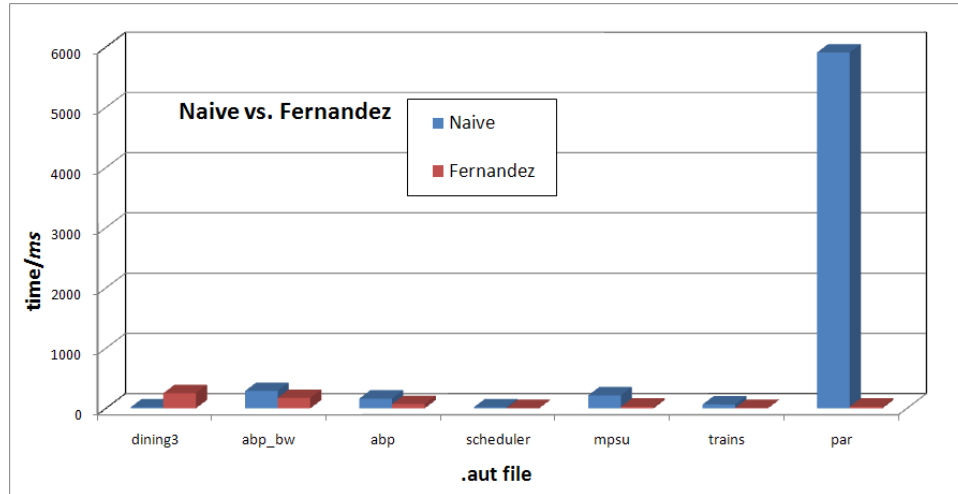 Naive vs. Fernandez
Naive
Fernandez
time/ms
6000
5000
4000
3000
2000
1000
0
dining3
abp_bw
abp
scheduler
mpsu
trains
par
.aut file